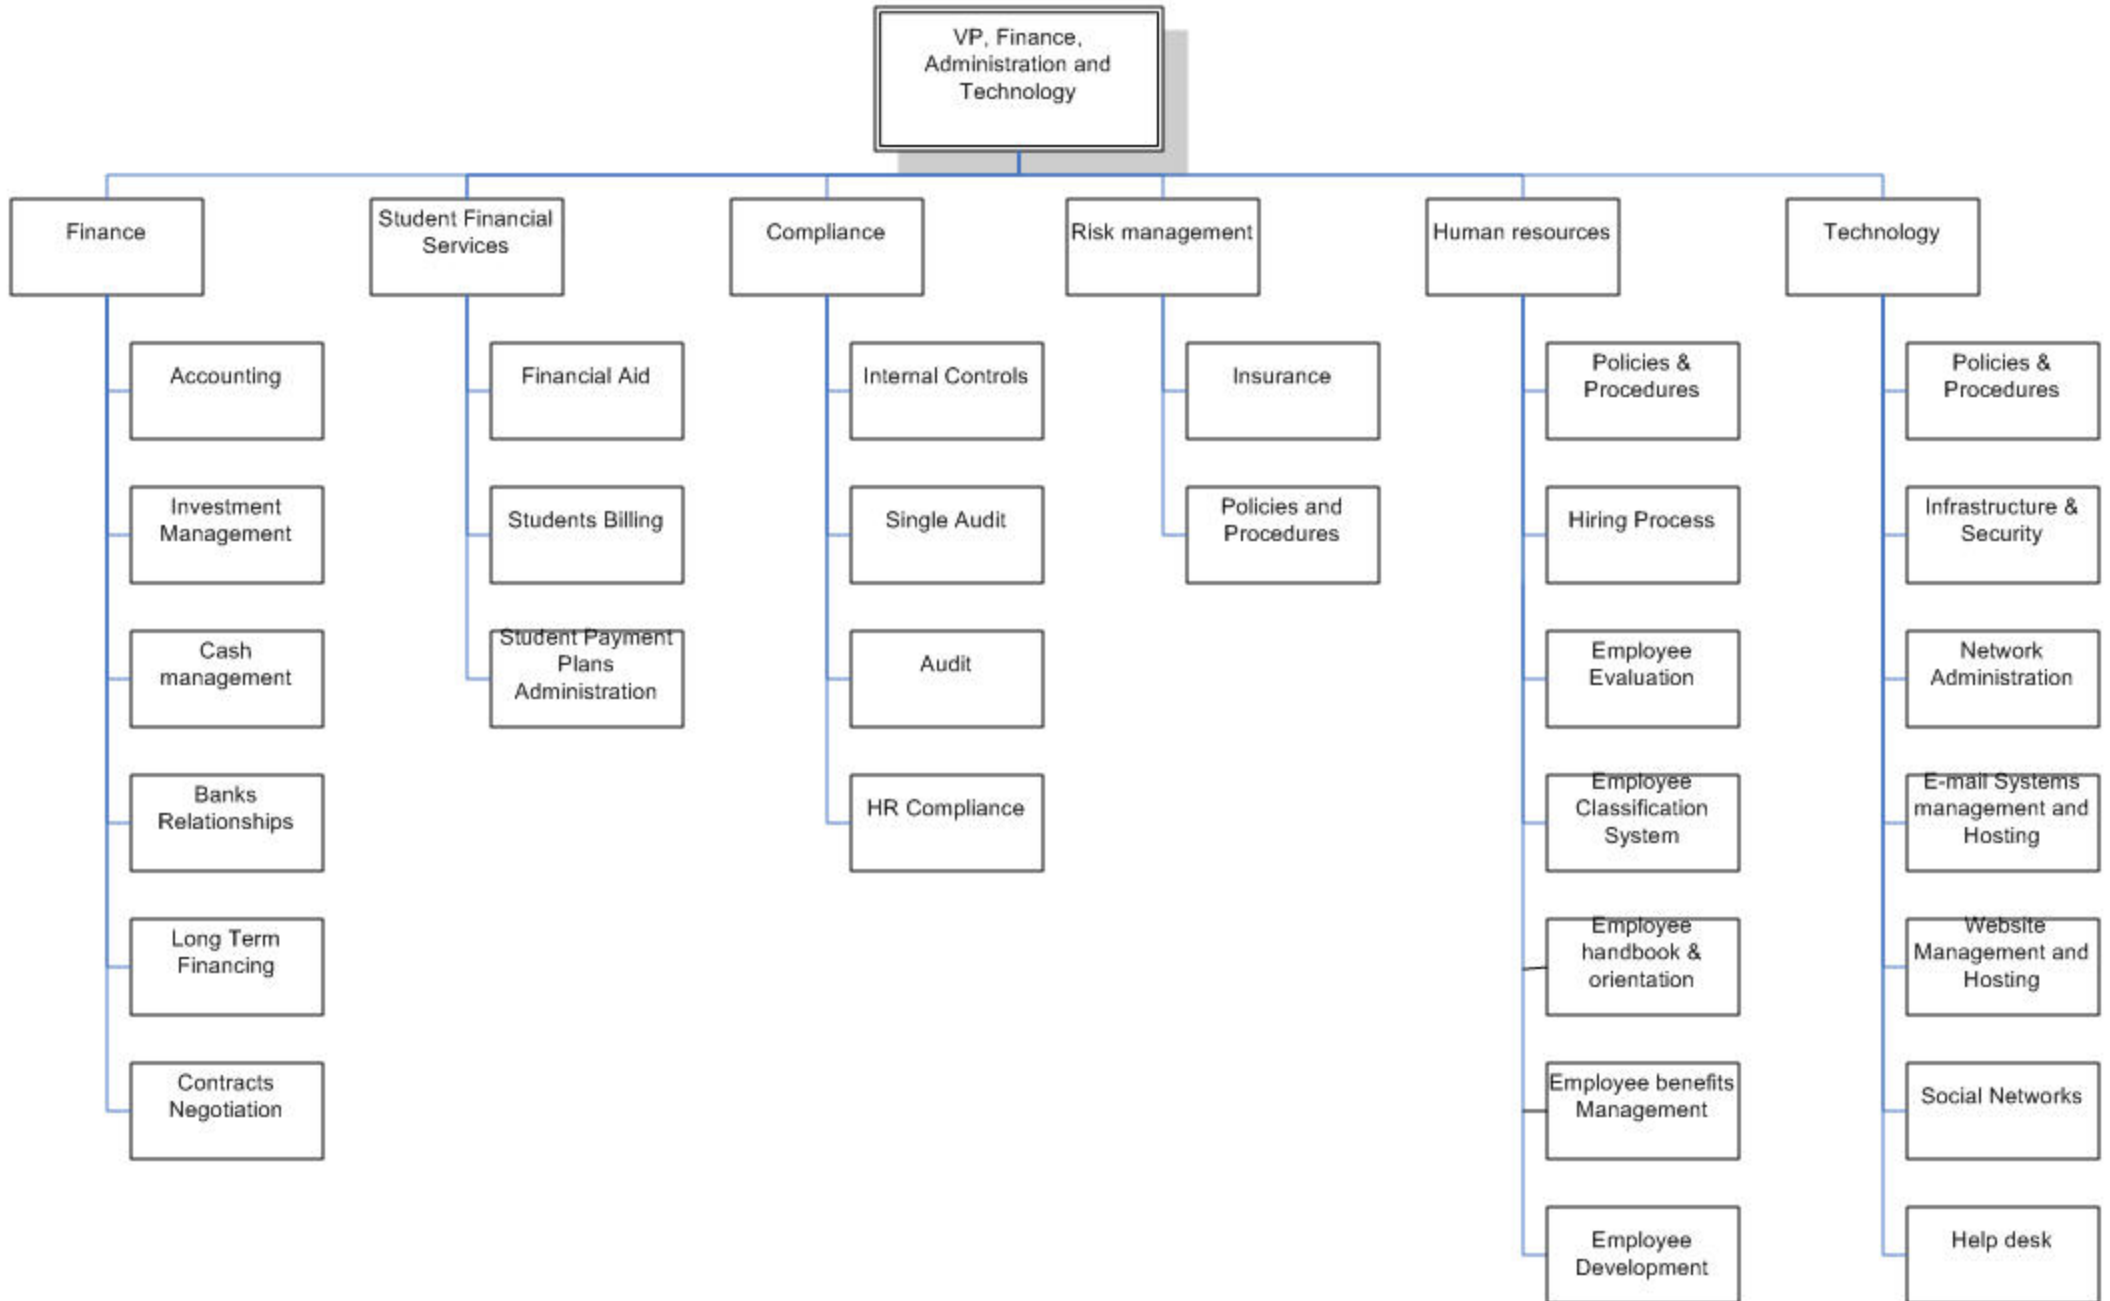 VP, Finance,
Administration and
Technology
Finance
Student Financial
Services
Compliance
Risk management
Human resources
Technology
Accounting
Investment
Management
Cash
management
Banks
Relationships
Long Term
Financing
Contracts
Negotiation
Financial Aid
Students Billing
Student Payment
Plans
Administration
Internal Controls
Single Audit
Audit
HR Compliance
Insurance
Policies and
Procedures
Policies &
Procedures
Hiring Process
Employee
Evaluation
Employee
Classification
System
Employee
handbook &
orientation
Employee benefits
Management
Employee
Development
Policies &
Procedures
Infrastructure &
Security
Network
Administration
E-mail Systems
management and
Hosting
Website
Management and
Hosting
Social Networks
Help desk